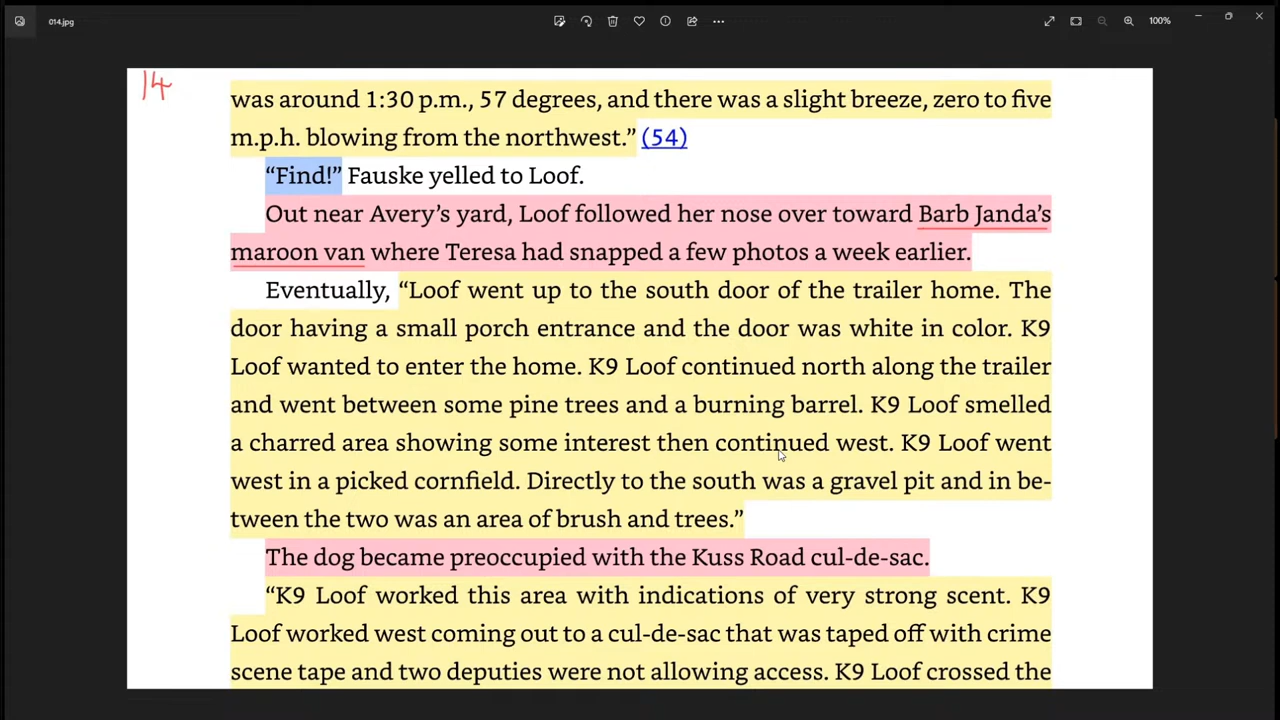 014.jpg
100%
14
was around 1:30 p.m., 57 degrees, and there was a slight breeze, zero to five
m.p.h. blowing from the northwest.” (54)
“Find!” Fauske yelled to Loof.
Out near Avery’s yard, Loof followed her nose over toward Barb Janda’s
maroon van where Teresa had snapped a few photos a week earlier.
Eventually, “Loof went up to the south door of the trailer home. The
door having a small porch entrance and the door was white in color. K9
Loof wanted to enter the home. K9 Loof continued north along the trailer
and went between some pine trees and a burning barrel. K9 Loof smelled
a charred area showing some interest then continued west. K9 Loof went
west in a picked cornfield. Directly to the south was a gravel pit and in be-
tween the two was an area of brush and trees.”
The dog became preoccupied with the Kuss Road cul-de-sac.
“K9 Loof worked this area with indications of very strong scent. K9
Loof worked west coming out to a cul-de-sac that was taped off with crime
scene tape and two deputies were not allowing access. K9 Loof crossed the